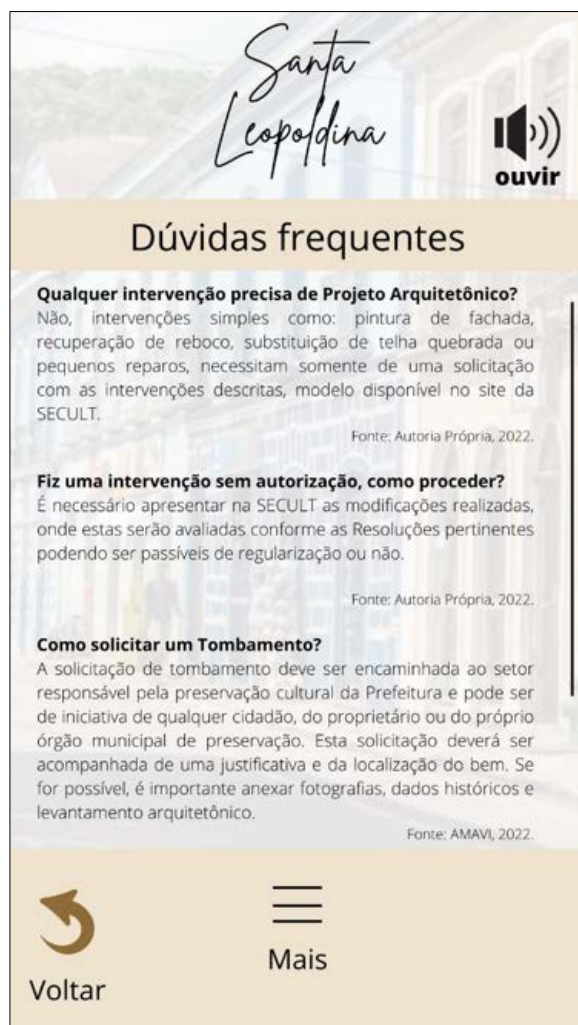 Santa
Leopoldina
ouvir
Dúvidas frequentes
Qualquer intervenção precisa de Projeto Arquitetônico?
Não, intervenções simples como: pintura de fachada,
recuperação de reboco, substituição de telha quebrada ou
pequenos reparos, necessitam somente de uma solicitação
com as intervenções descritas, modelo disponível no site da
SECULT.
Fonte: Autoria Própria, 2022.
Fiz uma intervenção sem autorização, como proceder?
É necessário apresentar na SECULT as modificações realizadas,
onde estas serão avaliadas conforme as Resoluções pertinentes
podendo ser passíveis de regularização ou não.
Fonte: Autoria Própria, 2022.
Como solicitar um Tombamento?
A solicitação de tombamento deve ser encaminhada ao setor
responsável pela preservação cultural da Prefeitura e pode ser
de iniciativa de qualquer cidadão, do proprietário ou do próprio
órgão municipal de preservação. Esta solicitação deverá ser
acompanhada de uma justificativa e da localização do bem. Se
for possível, é importante anexar fotografias, dados históricos e
levantamento arquitetônico.
Fonte: AMAVI, 2022.
Mais
Voltar